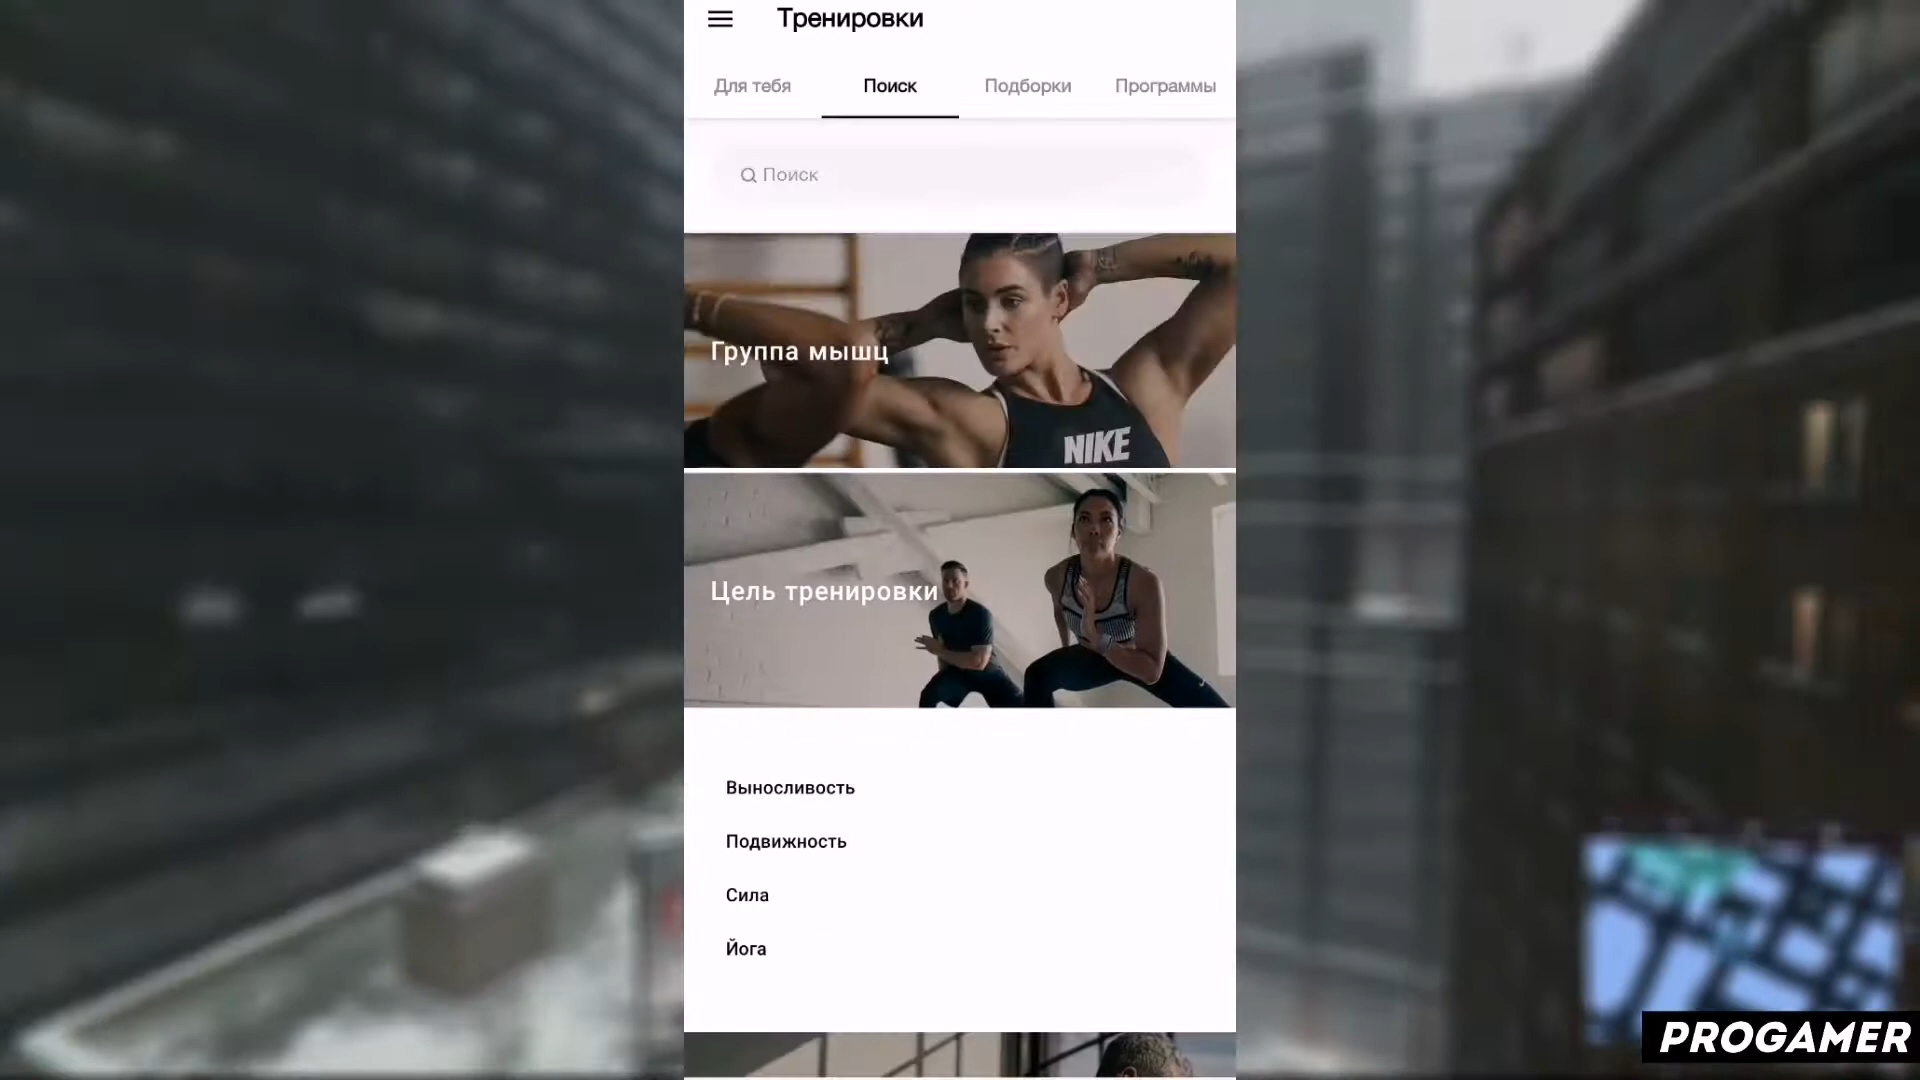 Тренировки
Для тебя
Поиск
Подборки
Программы
Поиск
Группа мышц
NIKE
Цель тренировки
Выносливость
Подвижность
Сила
Йога
PROGAMER